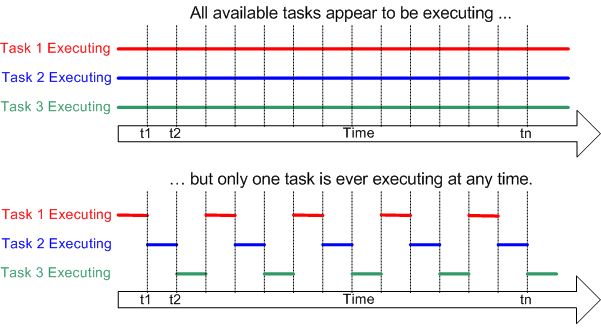 All available tasks appear to be executing ...
Task 1 Executing
Task 2 Executing
Task 3 Executing
t1 t2 Time tn
… but only one task is ever executing at any time.
Task 1 Executing
Task 2 Executing
Task 3 Executing
t1 t2 Time tn